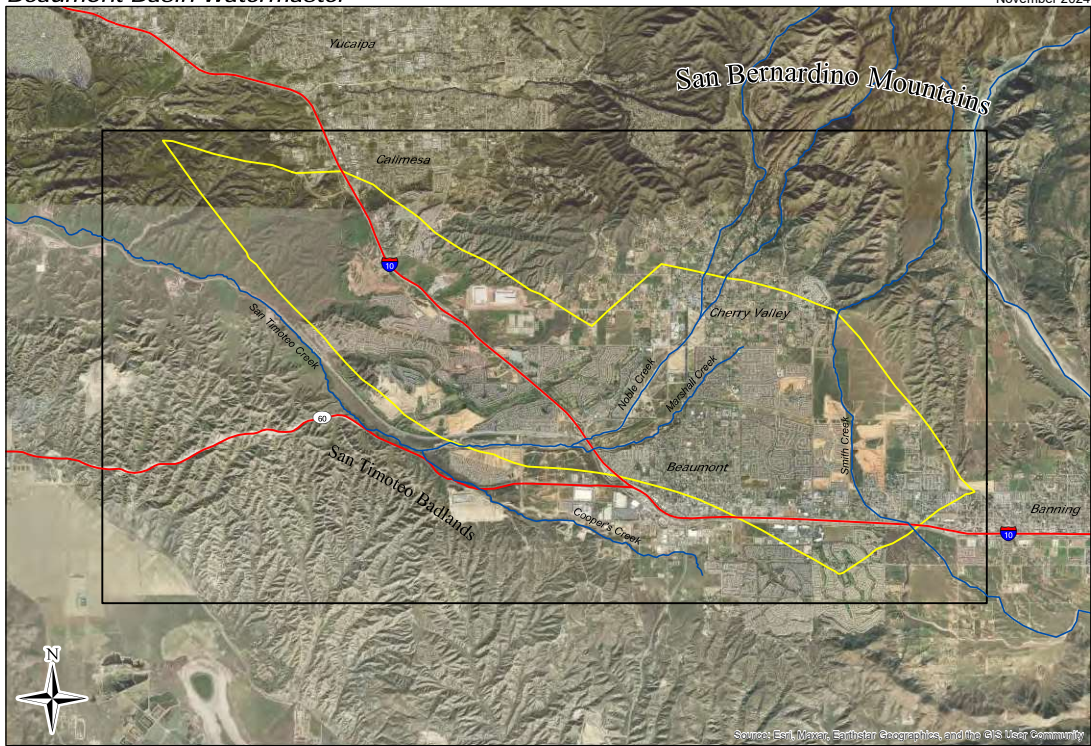 Beaumont Basin Watermaster
November 2024
Yucaipa
San Bernardino Mountains
Calimesa
10
San Timoteo Creek
Cherry Valley
Noble Creek
Marshall Creek
60
San Timoteo Badlands
Beaumont
Smith Creek
Cooper's Creek
Banning
10
N
Source: Esri, Maxar, Earthstar Geographics, and the GIS User Community